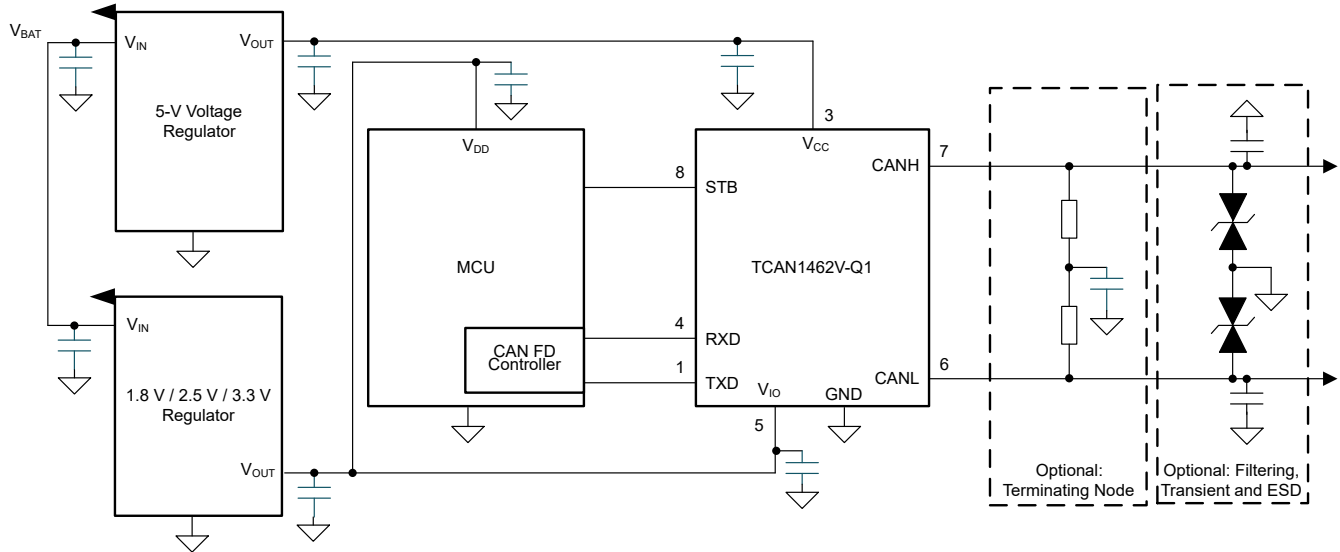 VBAT
VIN
VOUT
5-V Voltage
Regulator
VIN
1.8 V / 2.5 V / 3.3 V
Regulator
VOUT
VDD
MCU
CAN FD
Controller
8
4
1
3
VCC
STB
TCAN1462V-Q1
RXD
TXD
VIO
GND
5
CANH
7
CANL
6
Optional:
Terminating Node
Optional: Filtering,
Transient and ESD